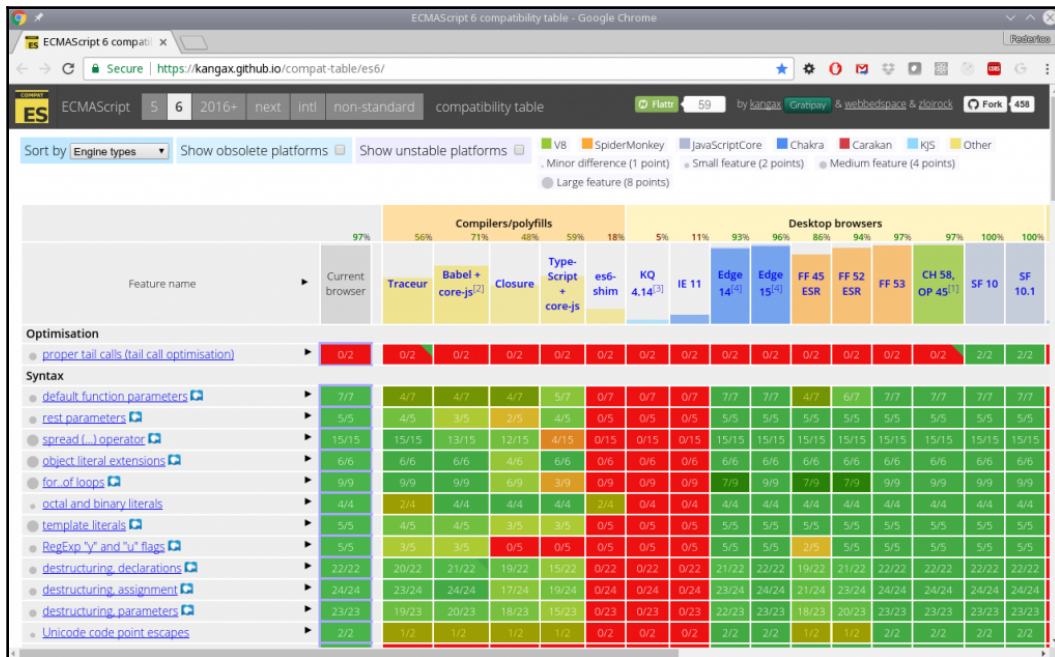 ECMAScript 6 compatibility table - Google Chrome
ECMAScript 6 compatib
Federico
Secure | https://kangax.github.io/compat-table/es6/
COMPAT
ES
ECMAScript 5 6 2016+ next intl non-standard compatibility table Flattr 59 by kangax Gratipay & webbedspace & zloirock Fork 458
Sort by Engine types Show obsolete platforms Show unstable platforms V8 SpiderMonkey JavaScriptCore Chakra Carakan KJS Other
Minor difference (1 point) Small feature (2 points) Medium feature (4 points)
Large feature (8 points)
Compilers/polyfills Desktop browsers
97% 56% 71% 48% 59% 18% 5% 11% 93% 96% 86% 94% 97% 97% 100% 100%
Feature name Current browser Traceur Babel + core-js[2] Closure Type-Script + core-js es6-shim KQ 4.14[3] IE 11 Edge 14[4] Edge 15[4] FF 45 ESR FF 52 ESR FF 53 CH 58, OP 45[1] SF 10 SF 10.1
Optimisation
proper tail calls (tail call optimisation) 0/2 0/2 0/2 0/2 0/2 0/2 0/2 0/2 0/2 0/2 0/2 0/2 0/2 0/2 2/2 2/2
Syntax
default function parameters 7/7 4/7 4/7 4/7 5/7 0/7 0/7 0/7 7/7 7/7 4/7 6/7 7/7 7/7 7/7 7/7
rest parameters 5/5 4/5 3/5 2/5 4/5 0/5 0/5 0/5 5/5 5/5 5/5 5/5 5/5 5/5 5/5 5/5
spread (...) operator 15/15 15/15 13/15 12/15 4/15 0/15 0/15 0/15 15/15 15/15 15/15 15/15 15/15 15/15 15/15 15/15
object literal extensions 6/6 6/6 6/6 4/6 6/6 0/6 0/6 0/6 6/6 6/6 6/6 6/6 6/6 6/6 6/6 6/6
for..of loops 9/9 9/9 9/9 6/9 3/9 0/9 0/9 0/9 7/9 9/9 7/9 7/9 9/9 9/9 9/9 9/9
octal and binary literals 4/4 2/4 4/4 4/4 4/4 2/4 0/4 0/4 4/4 4/4 4/4 4/4 4/4 4/4 4/4 4/4
template literals 5/5 4/5 4/5 3/5 3/5 0/5 0/5 0/5 5/5 5/5 5/5 5/5 5/5 5/5 5/5 5/5
RegExp "y" and "u" flags 5/5 3/5 3/5 0/5 0/5 0/5 0/5 0/5 5/5 5/5 2/5 5/5 5/5 5/5 5/5 5/5
destructuring, declarations 22/22 20/22 21/22 19/22 15/22 0/22 0/22 0/22 21/22 22/22 19/22 21/22 22/22 22/22 22/22 22/22
destructuring, assignment 24/24 23/24 24/24 17/24 19/24 0/24 0/24 0/24 23/24 24/24 21/24 23/24 24/24 24/24 24/24 24/24
destructuring, parameters 23/23 19/23 20/23 18/23 15/23 0/23 0/23 0/23 22/23 23/23 18/23 20/23 23/23 23/23 23/23 23/23
Unicode code point escapes 2/2 1/2 1/2 1/2 1/2 0/2 0/2 0/2 2/2 2/2 1/2 1/2 2/2 2/2 2/2 2/2